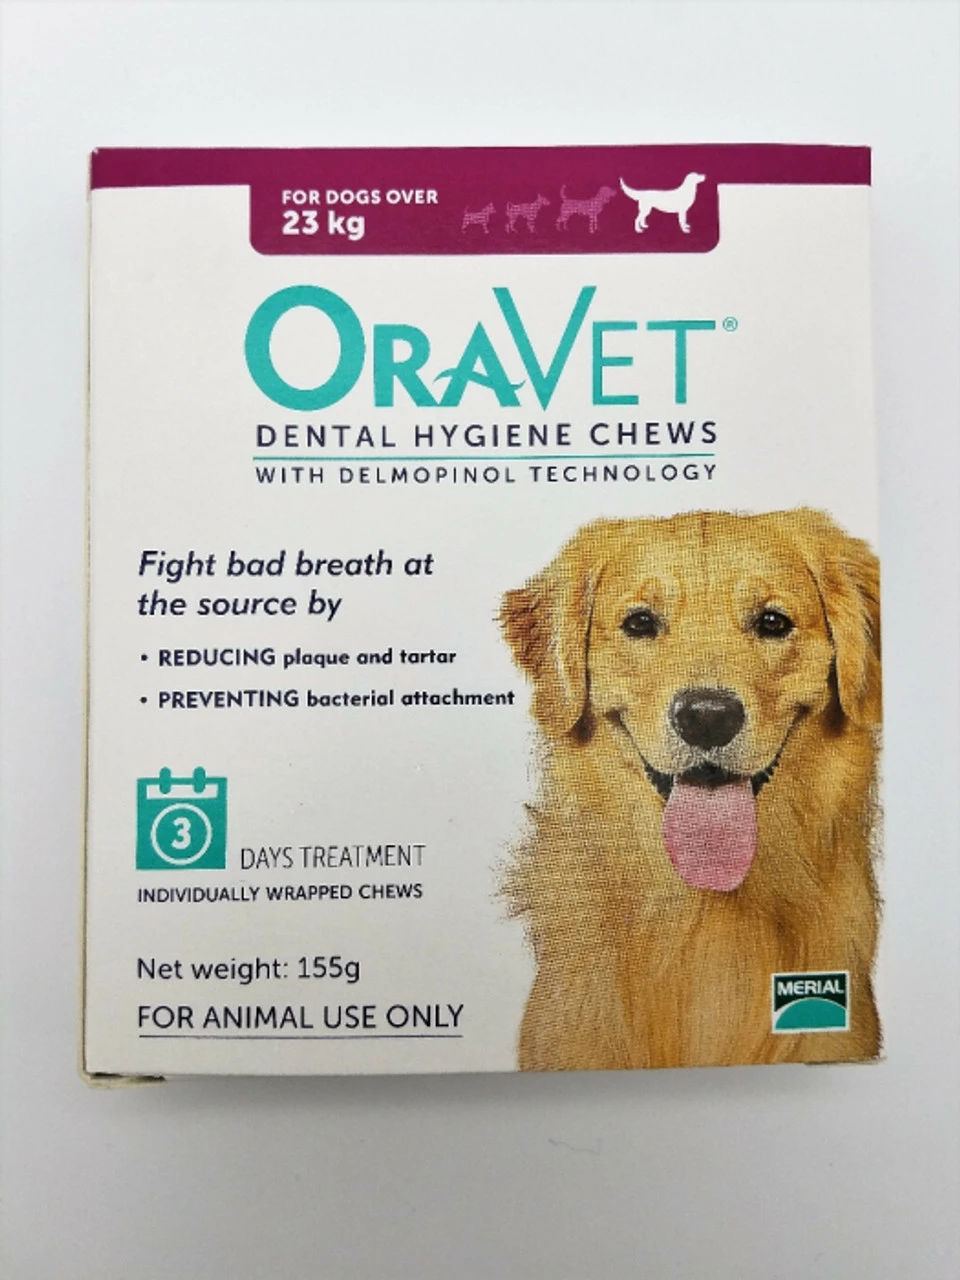 FOR DOGS OVER
23 kg
ORAVET®
DENTAL HYGIENE CHEWS
WITH DELMOPINOL TECHNOLOGY
Fight bad breath at
the source by
• REDUCING plaque and tartar
• PREVENTING bacterial attachment
3
DAYS TREATMENT
INDIVIDUALLY WRAPPED CHEWS
Net weight: 155g
FOR ANIMAL USE ONLY
MERIAL